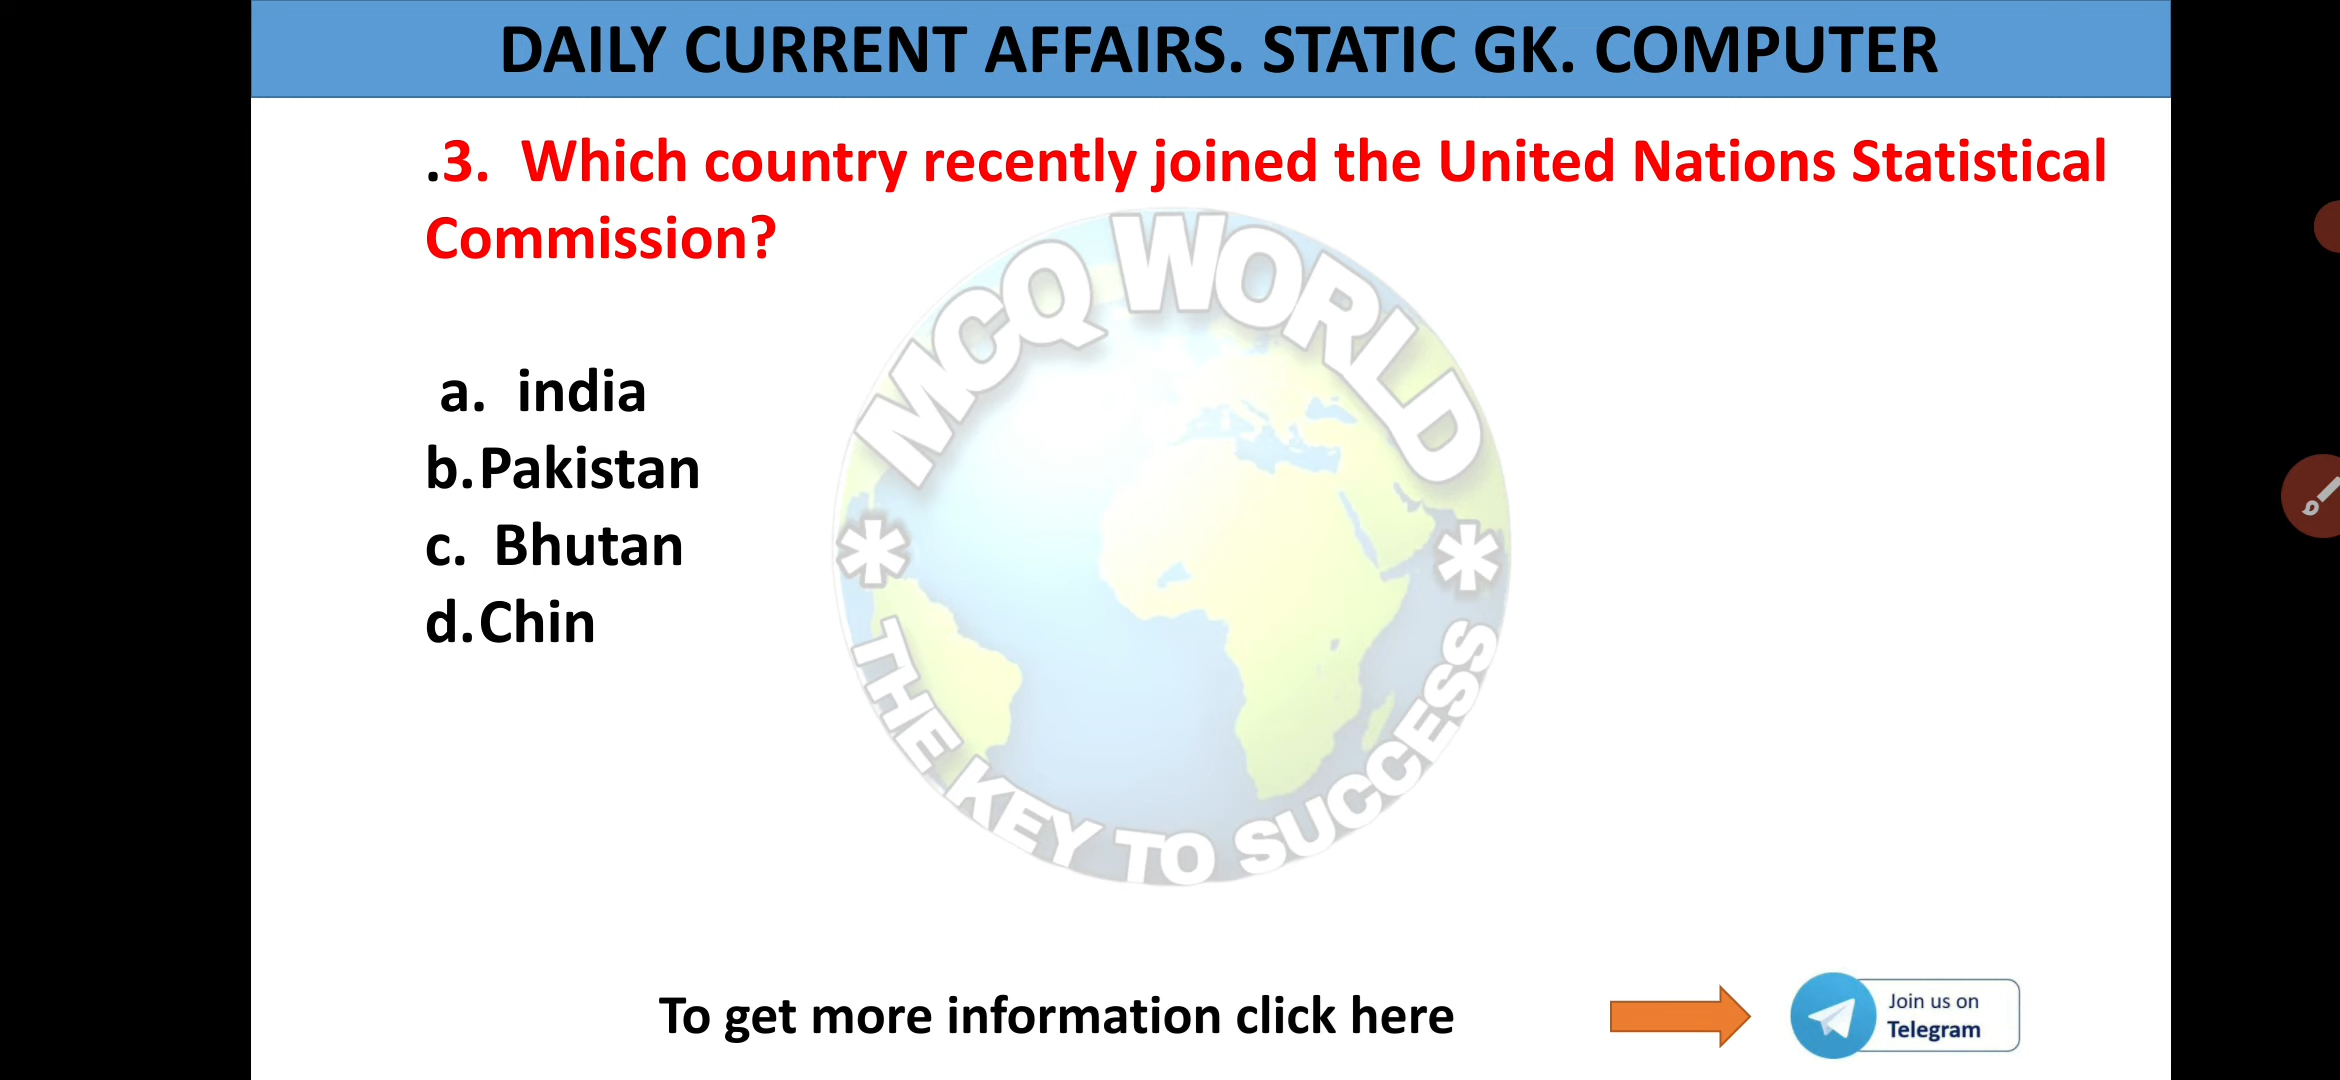 DAILY CURRENT AFFAIRS. STATIC GK. COMPUTER
.3. Which country recently joined the United Nations Statistical
Commission?
a. india
b.Pakistan
c. Bhutan
d.Chin
MCQ WORLD
* *
THE KEY TO SUCCESS
To get more information click here
Join us on
Telegram